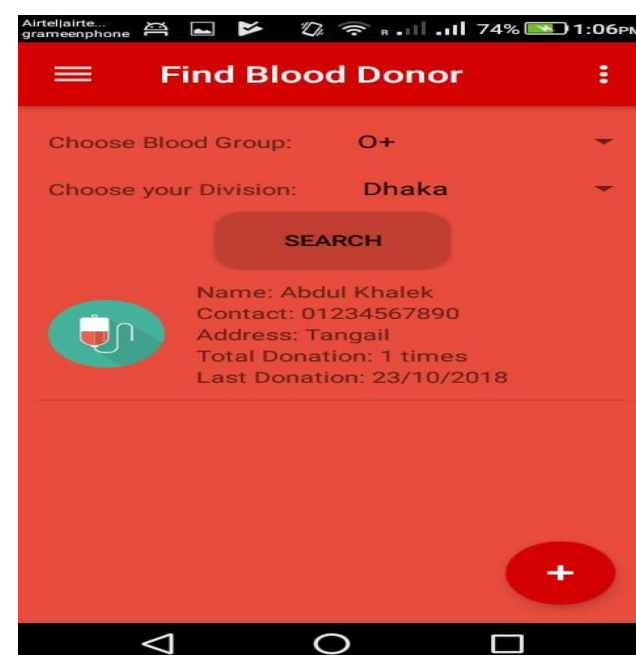 Airtel|airte...
grameenphone R 74% 1:06PM
Find Blood Donor
Choose Blood Group: O+
Choose your Division: Dhaka
SEARCH
Name: Abdul Khalek
Contact: 01234567890
Address: Tangail
Total Donation: 1 times
Last Donation: 23/10/2018
+